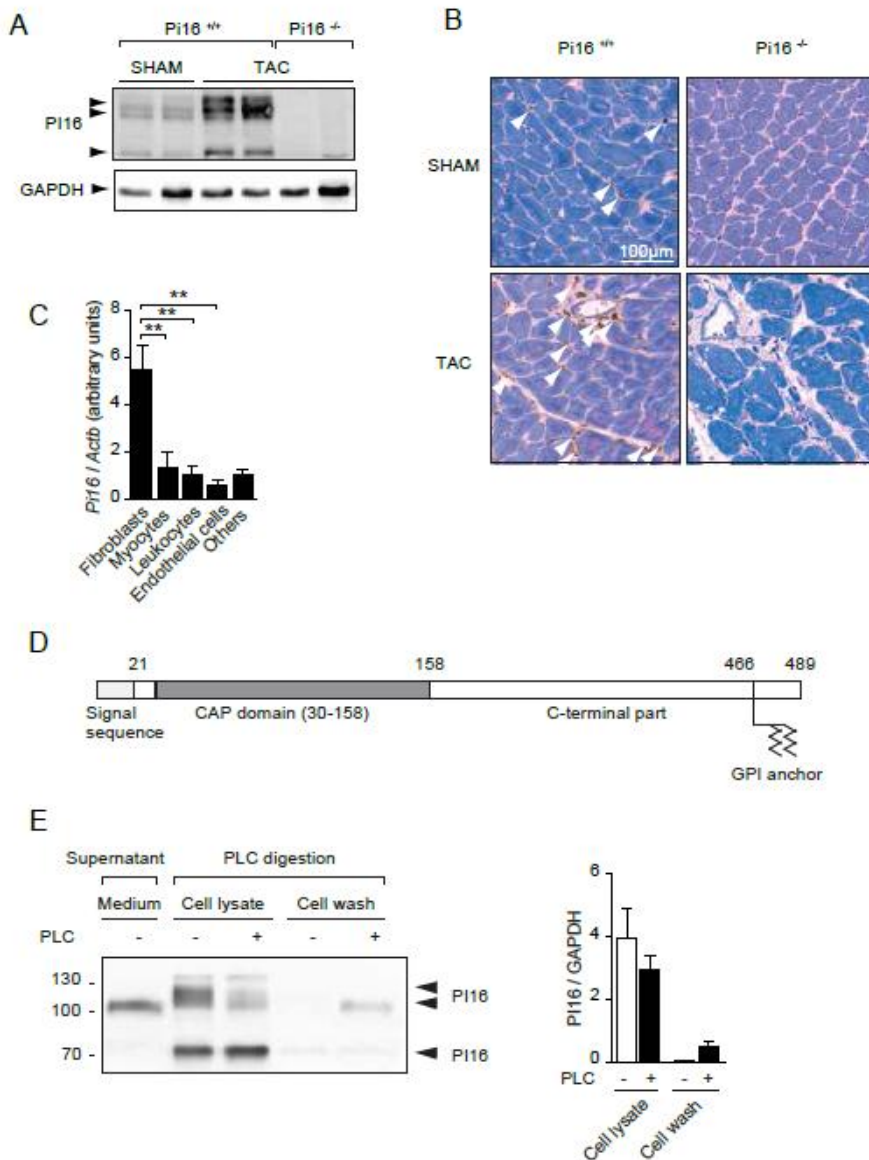 A
Pi16 +/+ Pi16 -/-
SHAM TAC
PI16
GAPDH
B
Pi16 +/+ Pi16 -/-
SHAM
100µm
TAC
C
Pi16 / Actb (arbitrary units)
8
6
4
2
0
** 
**
**
Fibroblasts
Myocytes
Leukocytes
Endothelial cells
Others
D
21 158 466 489
Signal sequence
CAP domain (30-158)
C-terminal part
GPI anchor
E
Supernatant PLC digestion
Medium Cell lysate Cell wash
PLC - - + - +
130 -
100 -
70 -
PI16
PI16
PI16 / GAPDH
6
4
2
0
PLC - + - +
Cell lysate
Cell wash